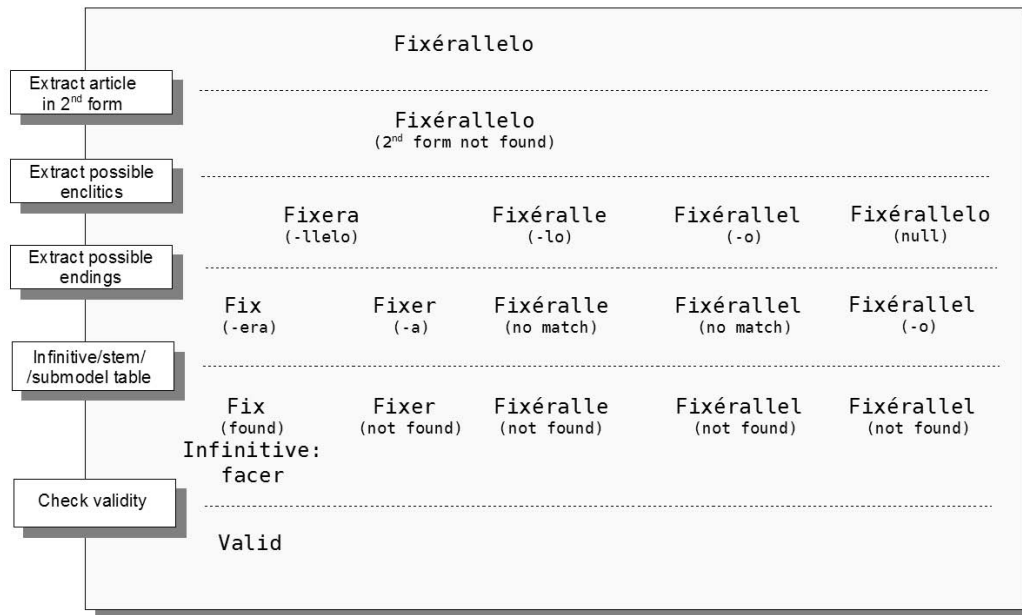 Fixérallelo
Extract article
in 2nd form
Fixérallelo
(2nd form not found)
Extract possible
enclitics
Fixera Fixéralle Fixérallel Fixérallelo
(-llelo) (-lo) (-o) (null)
Extract possible
endings
Fix Fixer Fixéralle Fixérallel Fixérallel
(-era) (-a) (no match) (no match) (-o)
Infinitive/stem/
/submodel table
Fix Fixer Fixéralle Fixérallel Fixérallel
(found) (not found) (not found) (not found) (not found)
Infinitive:
facer
Check validity
Valid